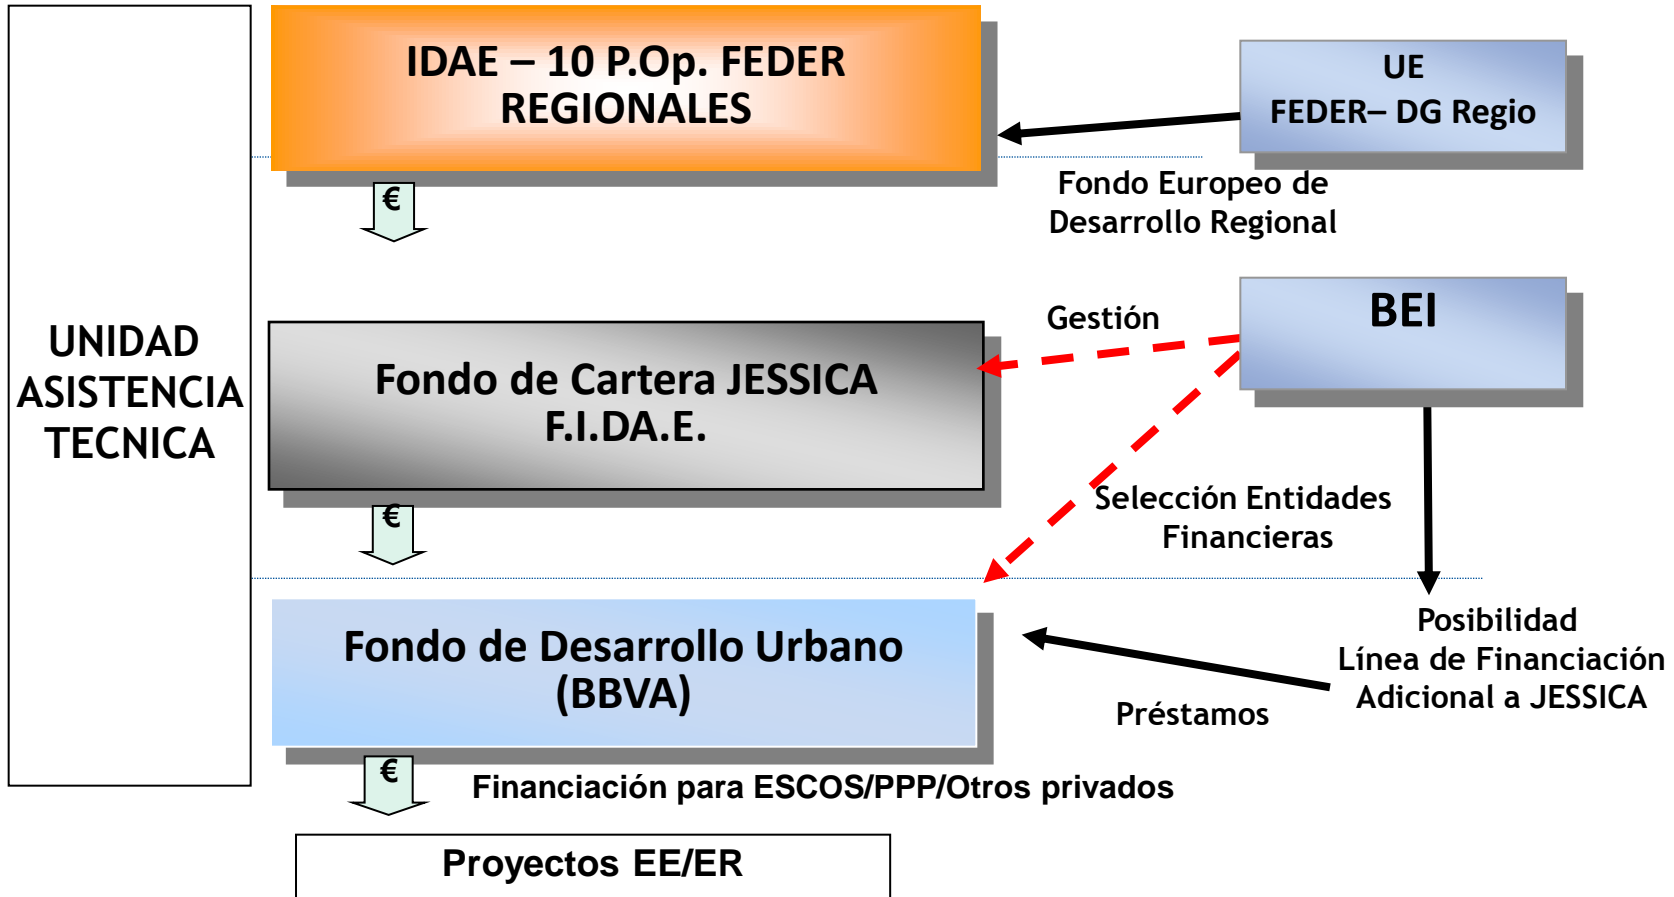 IDAE – 10 P.Op. FEDER
REGIONALES
UE
FEDER– DG Regio
Fondo Europeo de
Desarrollo Regional
€
UNIDAD
ASISTENCIA
TECNICA
Gestión
BEI
Fondo de Cartera JESSICA
F.I.DA.E.
Selección Entidades
Financieras
€
Fondo de Desarrollo Urbano
(BBVA)
Posibilidad
Línea de Financiación
Adicional a JESSICA
Préstamos
€
Financiación para ESCOS/PPP/Otros privados
Proyectos EE/ER